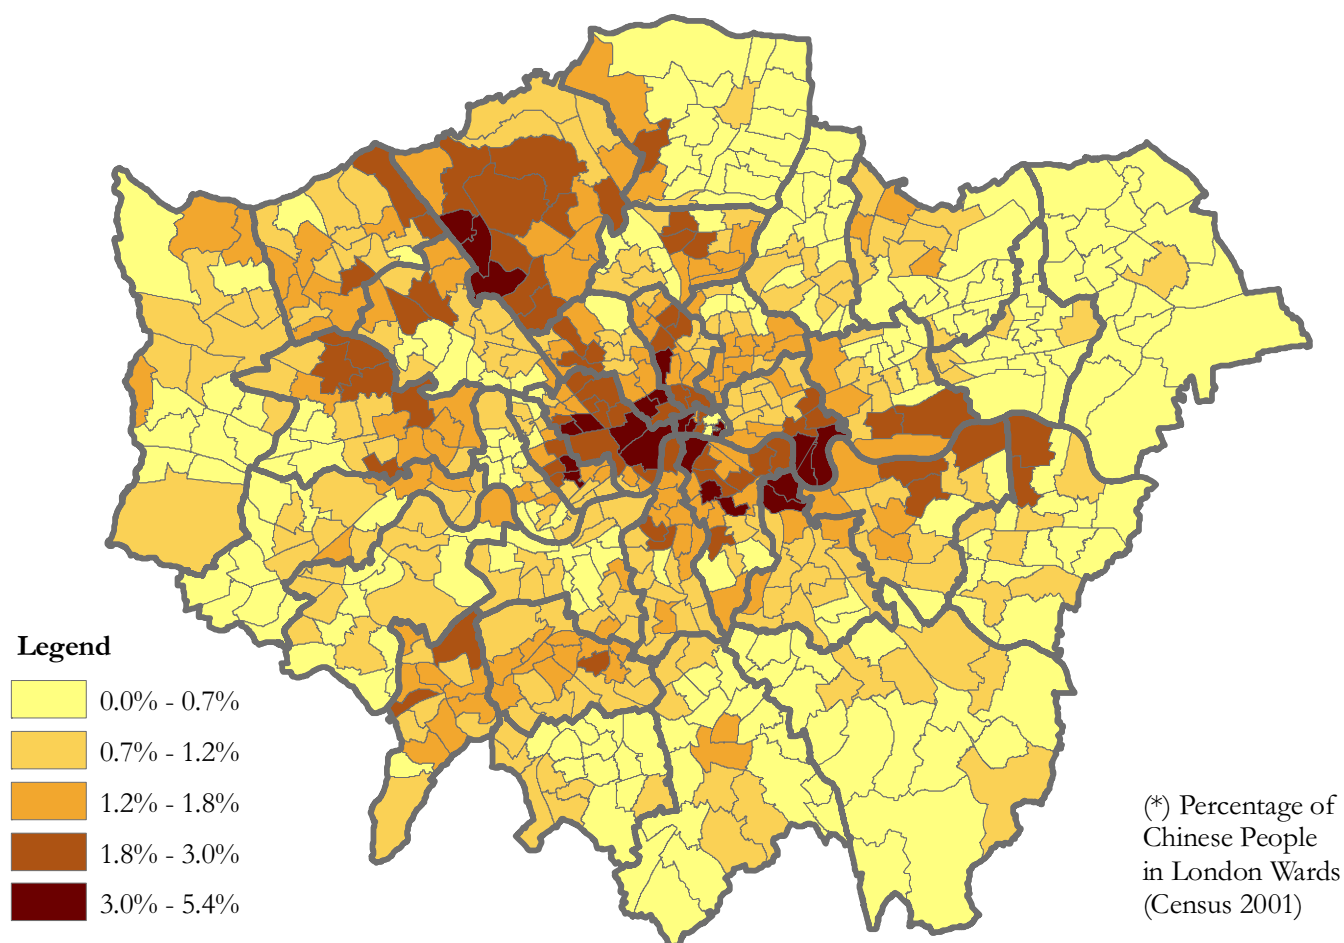 Legend
0.0% - 0.7%
0.7% - 1.2%
1.2% - 1.8%
1.8% - 3.0%
3.0% - 5.4%
(*) Percentage of
Chinese People
in London Wards
(Census 2001)